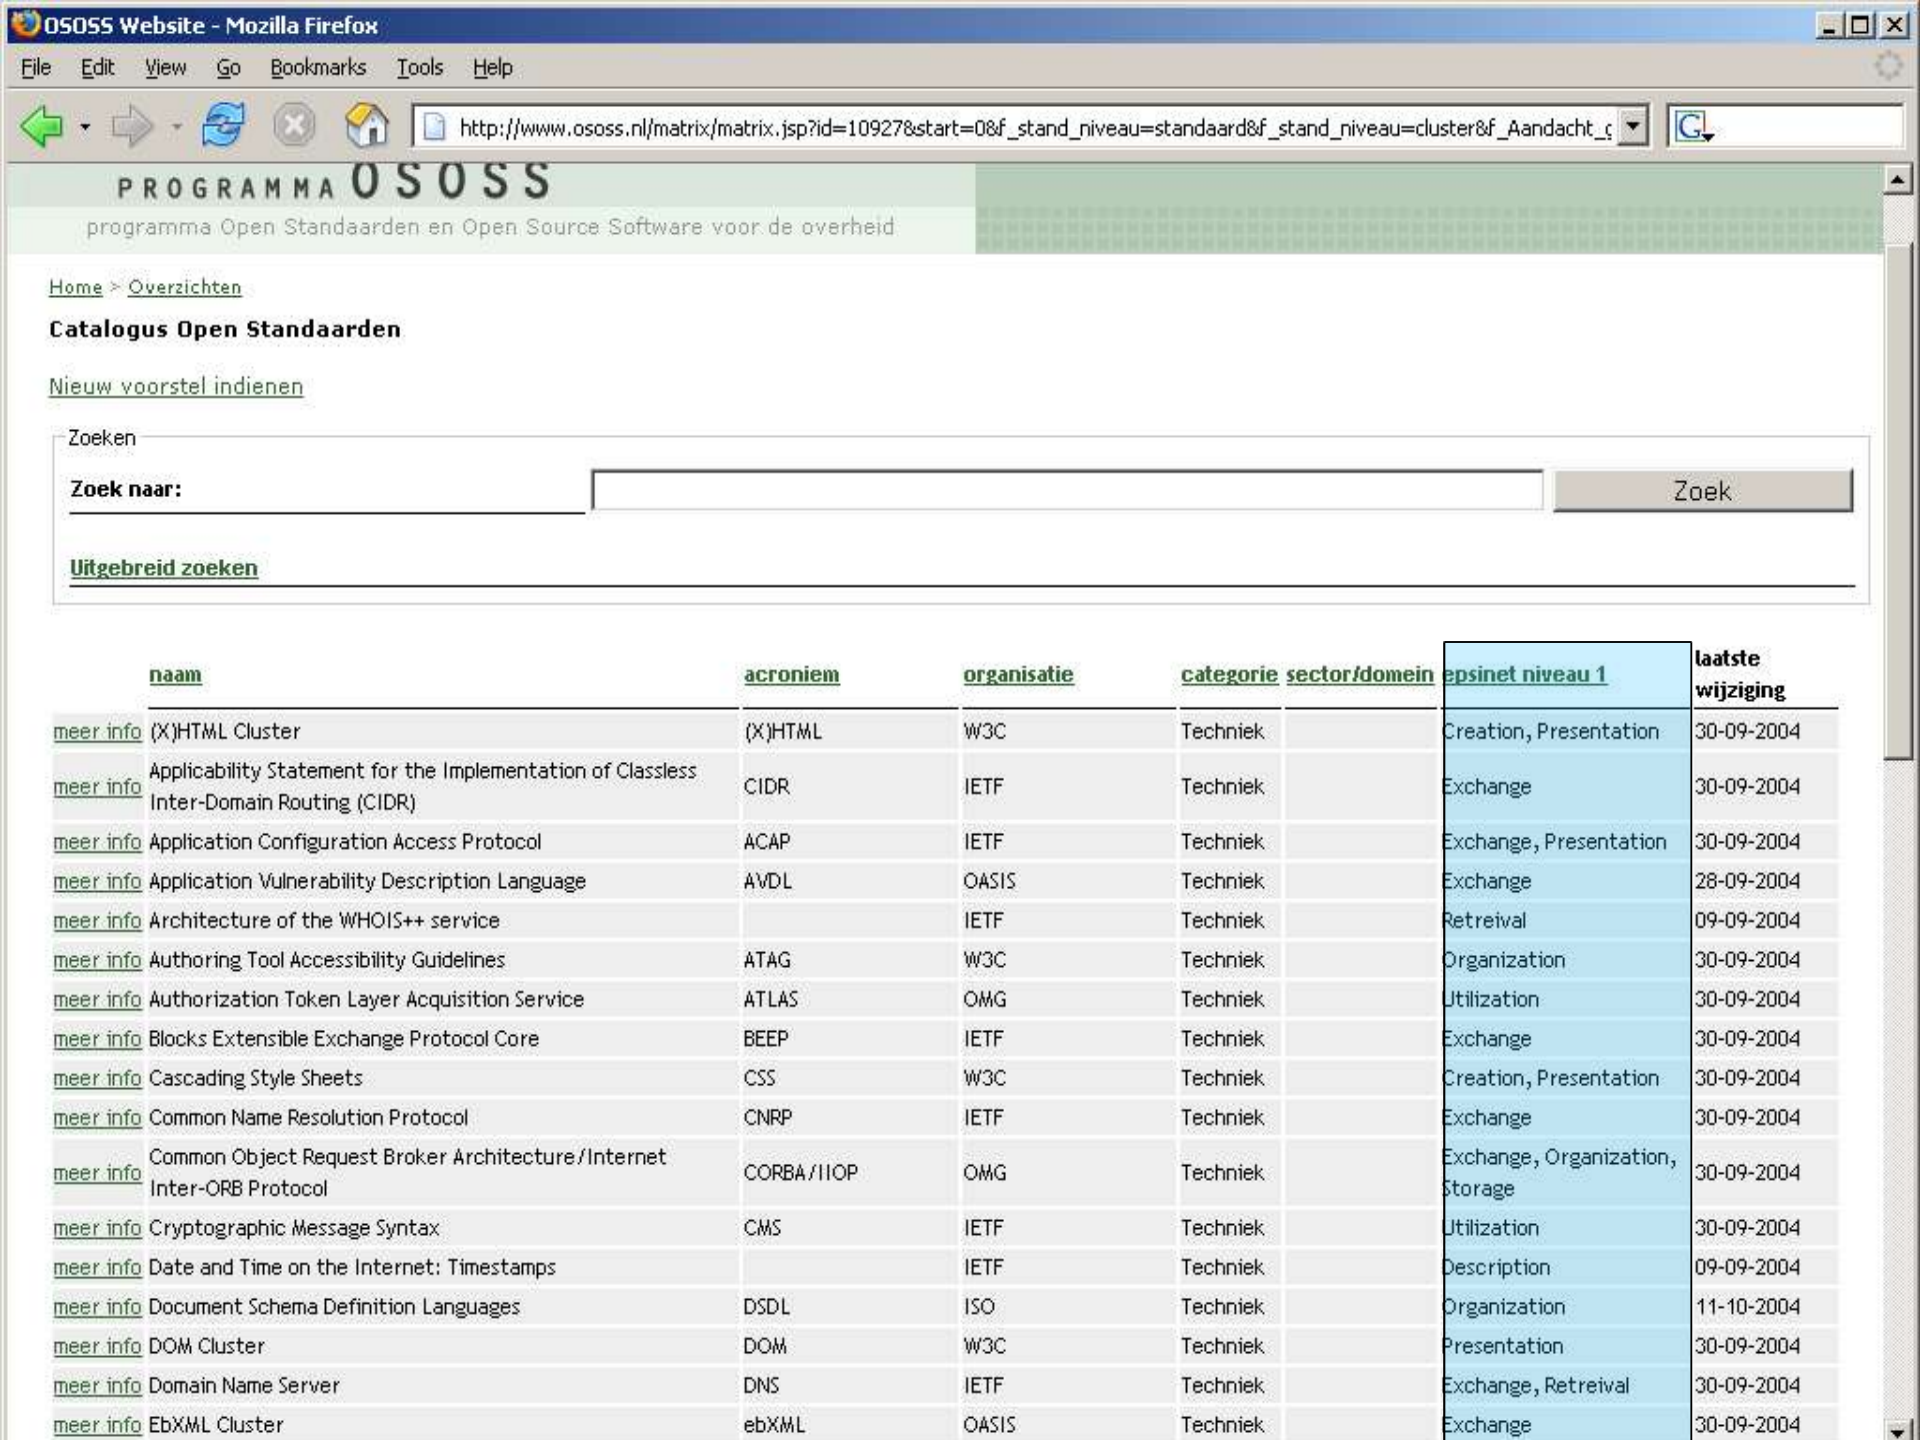 OSOSS Website - Mozilla Firefox
File Edit View Go Bookmarks Tools Help
http://www.ososs.nl/matrix/matrix.jsp?id=10927&start=0&f_stand_niveau=standaard&f_stand_niveau=cluster&f_Aandacht_
G
PROGRAMMA OSOSS
programma Open Standaarden en Open Source Software voor de overheid
Home > Overzichten
Catalogus Open Standaarden
Nieuw voorstel indienen
Zoeken
Zoek naar: Zoek
Uitgebreid zoeken
naam acroniem organisatie categorie sector/domein epsinet niveau 1 laatste
wijziging
meer info (X)HTML Cluster (X)HTML W3C Techniek Creation, Presentation 30-09-2004
meer info Applicability Statement for the Implementation of Classless
Inter-Domain Routing (CIDR) CIDR IETF Techniek Exchange 30-09-2004
meer info Application Configuration Access Protocol ACAP IETF Techniek Exchange, Presentation 30-09-2004
meer info Application Vulnerability Description Language AVDL OASIS Techniek Exchange 28-09-2004
meer info Architecture of the WHOIS++ service IETF Techniek Retreival 09-09-2004
meer info Authoring Tool Accessibility Guidelines ATAG W3C Techniek Organization 30-09-2004
meer info Authorization Token Layer Acquisition Service ATLAS OMG Techniek Utilization 30-09-2004
meer info Blocks Extensible Exchange Protocol Core BEEP IETF Techniek Exchange 30-09-2004
meer info Cascading Style Sheets CSS W3C Techniek Creation, Presentation 30-09-2004
meer info Common Name Resolution Protocol CNRP IETF Techniek Exchange 30-09-2004
meer info Common Object Request Broker Architecture/Internet
Inter-ORB Protocol CORBA/IIOP OMG Techniek Exchange, Organization,
Storage 30-09-2004
meer info Cryptographic Message Syntax CMS IETF Techniek Utilization 30-09-2004
meer info Date and Time on the Internet: Timestamps IETF Techniek Description 09-09-2004
meer info Document Schema Definition Languages DSDL ISO Techniek Organization 11-10-2004
meer info DOM Cluster DOM W3C Techniek Presentation 30-09-2004
meer info Domain Name Server DNS IETF Techniek Exchange, Retreival 30-09-2004
meer info EbXML Cluster ebXML OASIS Techniek Exchange 30-09-2004